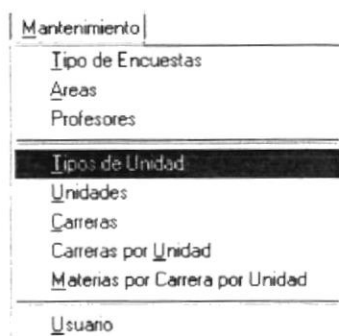 Mantenimiento
Tipo de Encuestas
Areas
Profesores
Tipos de Unidad
Unidades
Carreras
Carreras por Unidad
Materias por Carrera por Unidad
Usuario